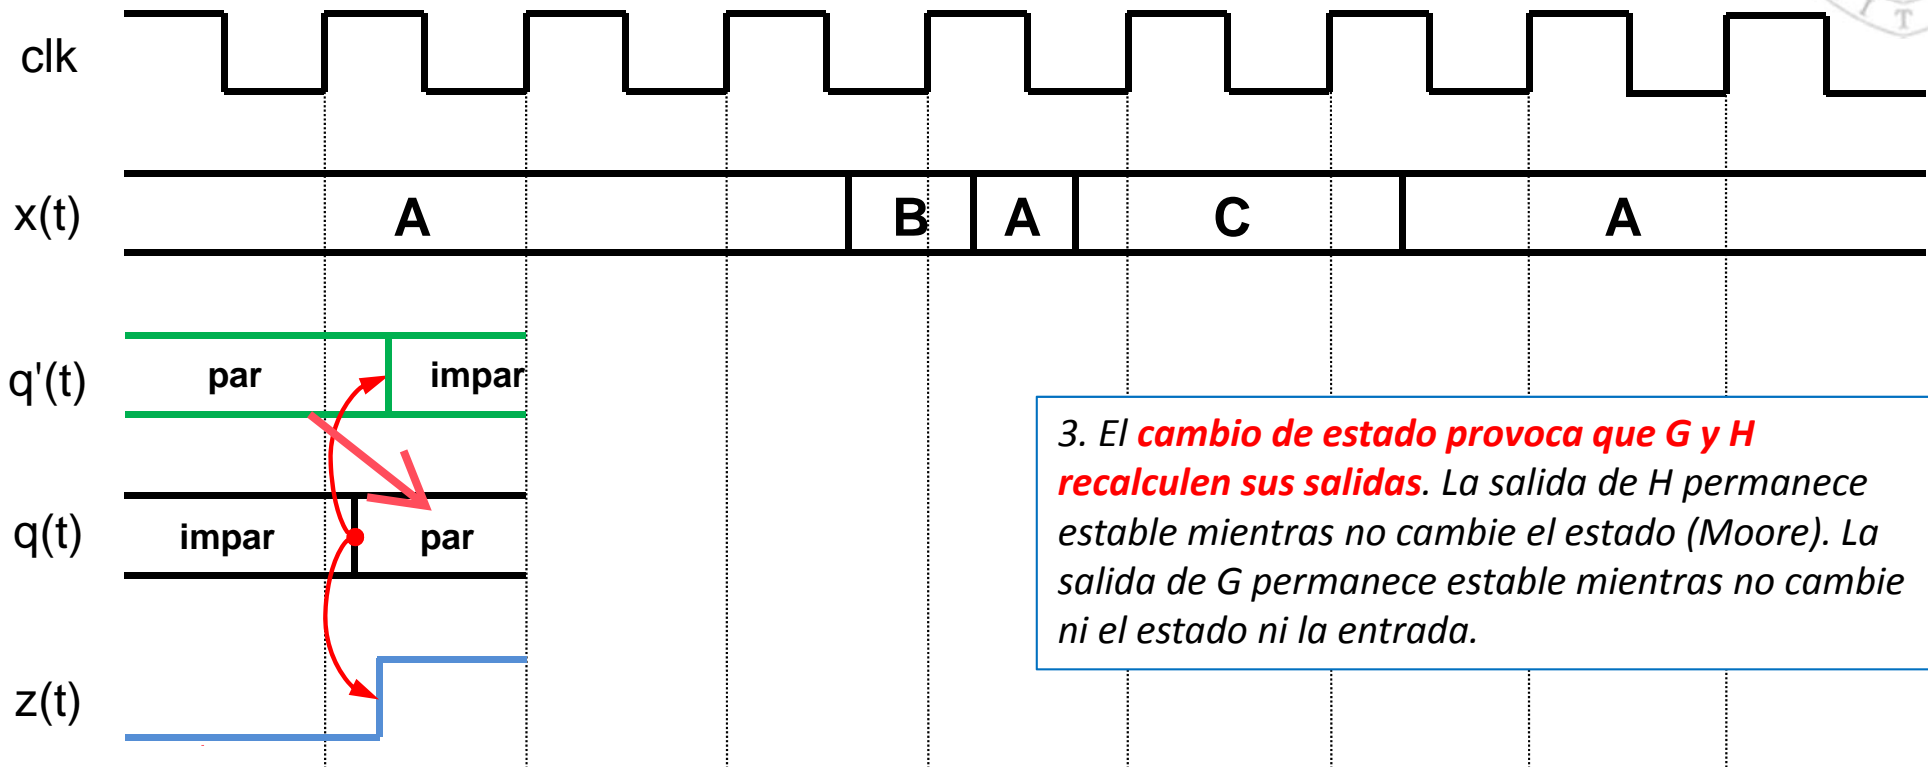 clk
x(t)
A
B
A
C
A
q'(t)
par
impar
q(t)
impar
par
z(t)
3. El cambio de estado provoca que G y H
recalculen sus salidas. La salida de H permanece
estable mientras no cambie el estado (Moore). La
salida de G permanece estable mientras no cambie
ni el estado ni la entrada.
T